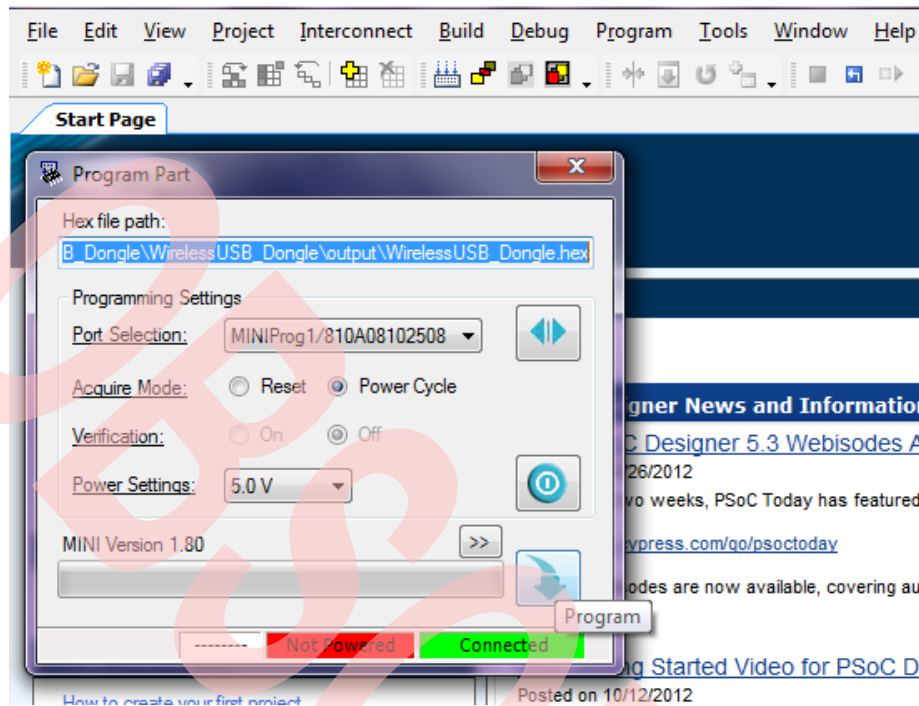 File Edit View Project Interconnect Build Debug Program Tools Window Help
Start Page
Program Part
Hex file path:
B_Dongle\WirelessUSB_Dongle\output\WirelessUSB_Dongle.hex
Programming Settings
Port Selection: MINIProg1/810A08102508
Acquire Mode: Reset Power Cycle
Verification: On Off
Power Settings: 5.0 V
MINI Version 1.80 >>
Program
-------- Not Powered Connected
gner News and Information
C Designer 5.3 Webisodes A
/26/2012
wo weeks, PSoC Today has featured
ypress.com/go/psoctoday
odes are now available, covering au
ng Started Video for PSoC D
Posted on 10/12/2012
How to create your first project
OBS